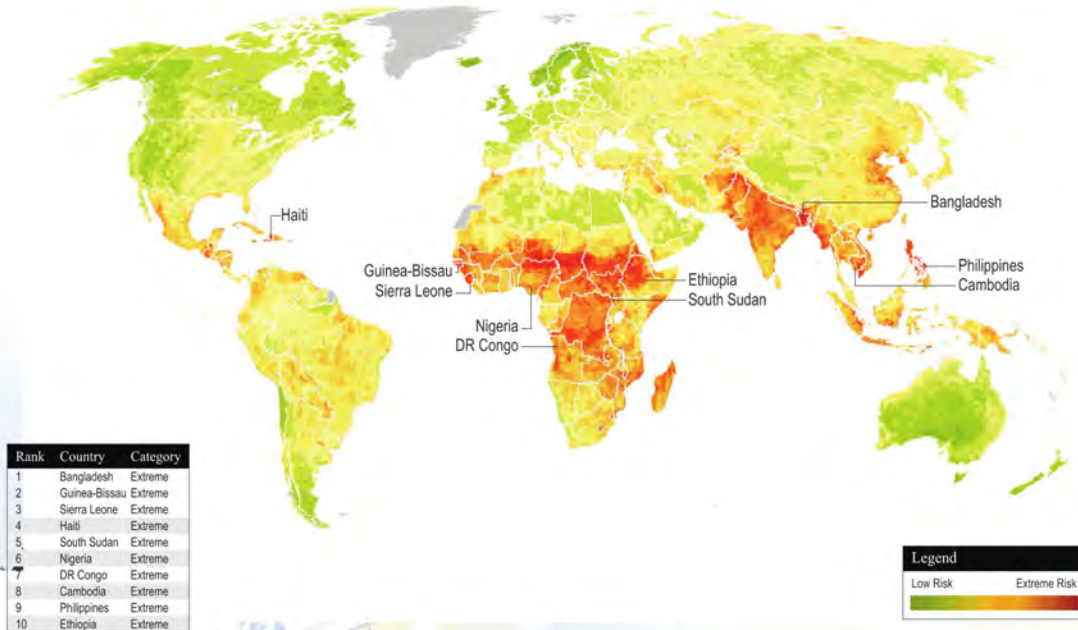 Haiti
Bangladesh
Guinea-Bissau
Sierra Leone
Ethiopia
South Sudan
Philippines
Cambodia
Nigeria
DR Congo
Rank Country Category
1 Bangladesh Extreme
2 Guinea-Bissau Extreme
3 Sierra Leone Extreme
4 Haiti Extreme
5 South Sudan Extreme
6 Nigeria Extreme
7 DR Congo Extreme
8 Cambodia Extreme
9 Philippines Extreme
10 Ethiopia Extreme
Legend
Low Risk Extreme Risk